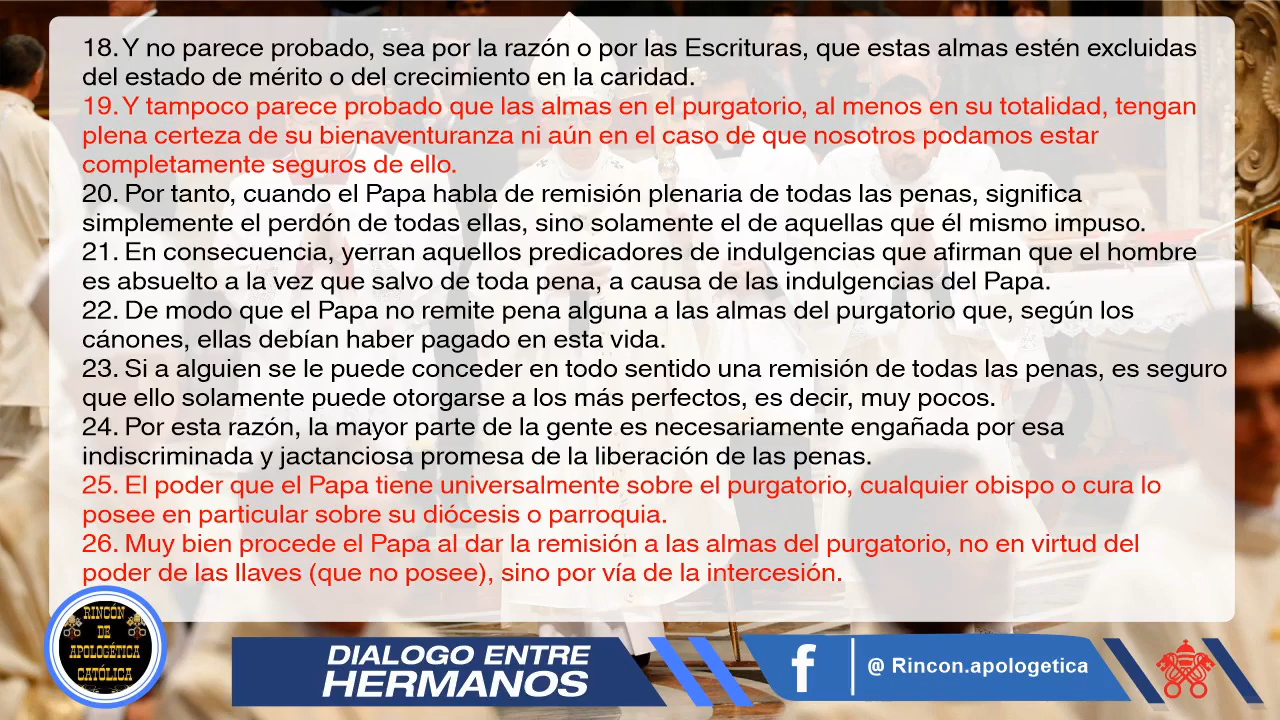 18. Y no parece probado, sea por la razón o por las Escrituras, que estas almas estén excluidas
del estado de mérito o del crecimiento en la caridad.
19. Y tampoco parece probado que las almas en el purgatorio, al menos en su totalidad, tengan
plena certeza de su bienaventuranza ni aún en el caso de que nosotros podamos estar
completamente seguros de ello.
20. Por tanto, cuando el Papa habla de remisión plenaria de todas las penas, significa
simplemente el perdón de todas ellas, sino solamente el de aquellas que él mismo impuso.
21. En consecuencia, yerran aquellos predicadores de indulgencias que afirman que el hombre
es absuelto a la vez que salvo de toda pena, a causa de las indulgencias del Papa.
22. De modo que el Papa no remite pena alguna a las almas del purgatorio que, según los
cánones, ellas debían haber pagado en esta vida.
23. Si a alguien se le puede conceder en todo sentido una remisión de todas las penas, es seguro
que ello solamente puede otorgarse a los más perfectos, es decir, muy pocos.
24. Por esta razón, la mayor parte de la gente es necesariamente engañada por esa
indiscriminada y jactanciosa promesa de la liberación de las penas.
25. El poder que el Papa tiene universalmente sobre el purgatorio, cualquier obispo o cura lo
posee en particular sobre su diócesis o parroquia.
26. Muy bien procede el Papa al dar la remisión a las almas del purgatorio, no en virtud del
poder de las llaves (que no posee), sino por vía de la intercesión.
RINCÓN
DE
APOLOGÉTICA
CATÓLICA
DIALOGO ENTRE
HERMANOS
f
@ Rincon.apologetica